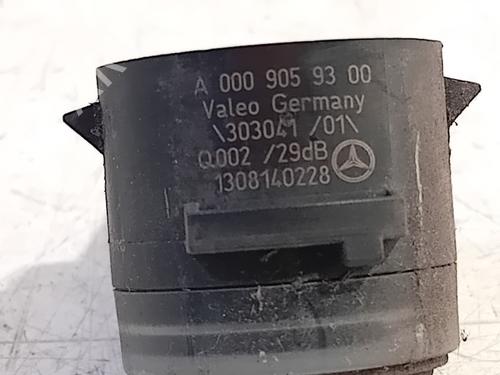 A 000 905 93 00
Valeo Germany
\303041 /01\
Q002 /29dB
1308140228